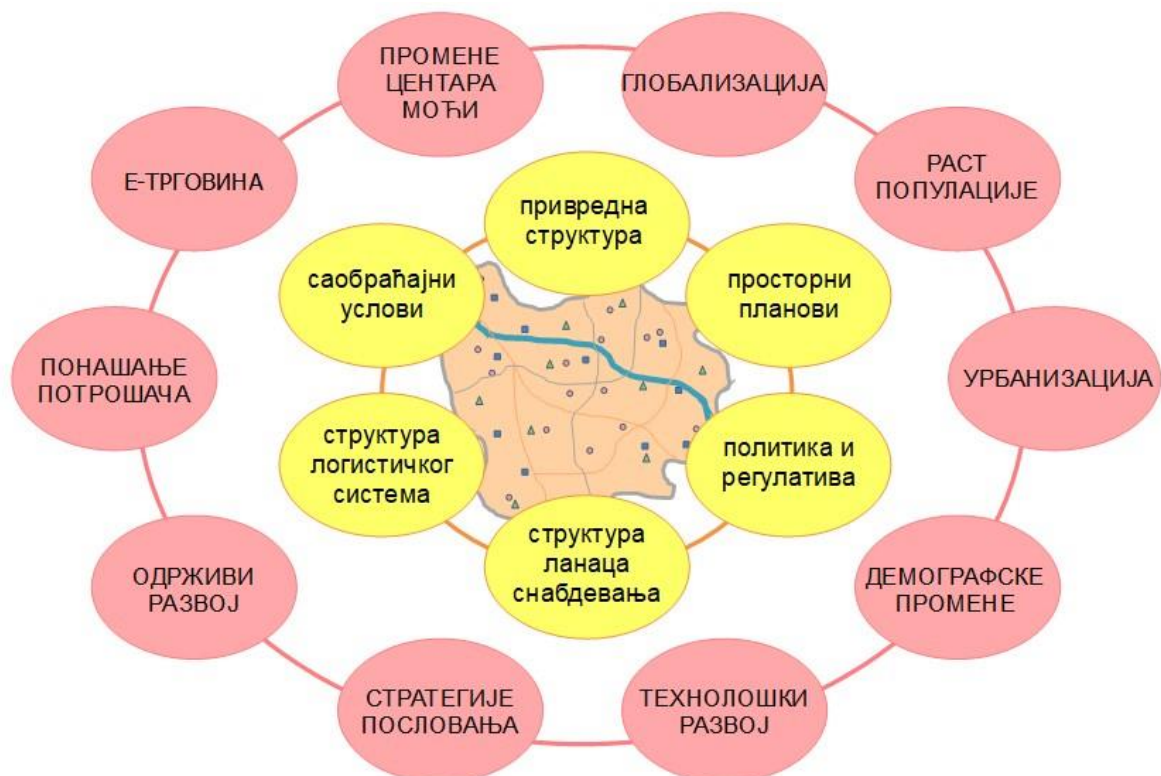 ПРОМЕНЕ
ЦЕНТАРА
МОЋИ
ГЛОБАЛИЗАЦИЈА
Е-ТРГОВИНА
РАСТ
ПОПУЛАЦИЈЕ
привредна
структура
саобраћајни
услови
просторни
планови
ПОНАШАЊЕ
ПОТРОШАЧА
УРБАНИЗАЦИЈА
структура
логистичког
система
политика и
регулатива
структура
ланаца
снабдевања
ОДРЖИВИ
РАЗВОЈ
ДЕМОГРАФСКЕ
ПРОМЕНЕ
СТРАТЕГИЈЕ
ПОСЛОВАЊА
ТЕХНОЛОШКИ
РАЗВОЈ